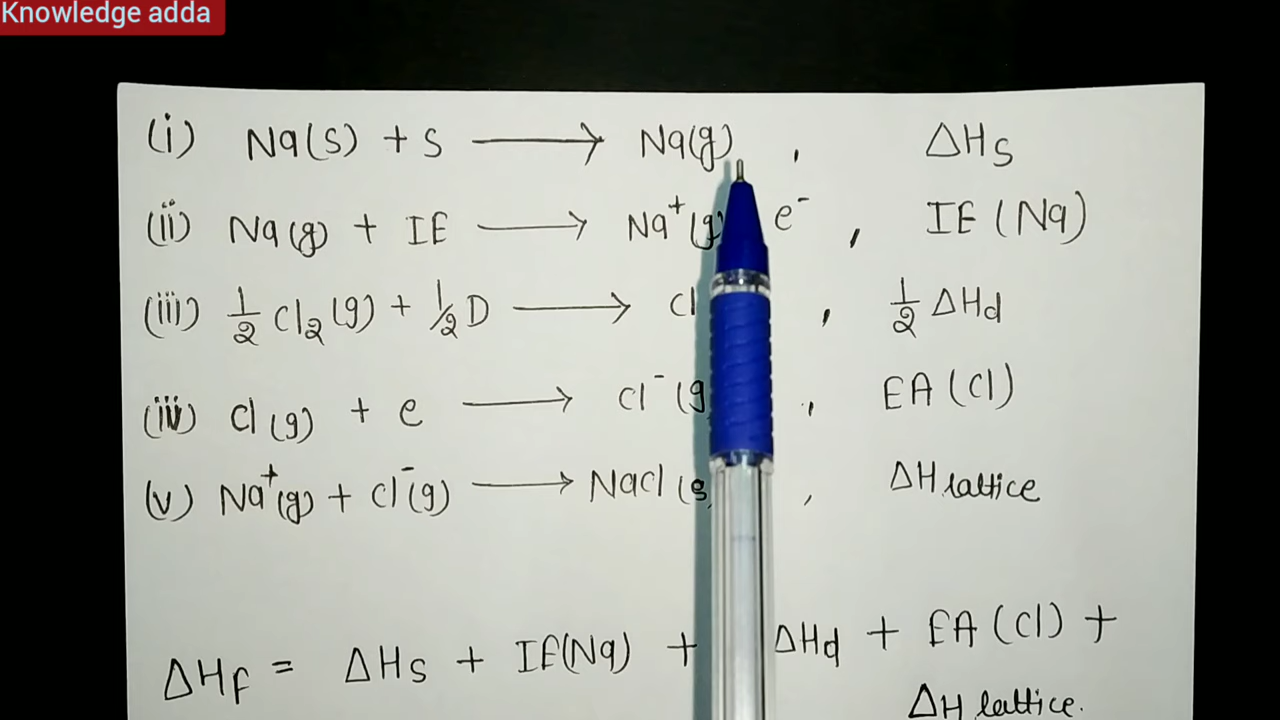 Knowledge adda
(i) Na(s) + S ⟶ Na(g) , ΔHs
(ii) Na(g) + IE ⟶ Na⁺(g) e⁻ , IE (Na)
(iii) 1/2 Cl₂(g) + 1/2 D ⟶ Cl , 1/2 ΔHd
(iv) Cl(g) + e ⟶ Cl⁻(g , EA (Cl)
(v) Na⁺(g) + Cl⁻(g) ⟶ Nacl (s , ΔH lattice
ΔHf = ΔHs + IE(Na) + ΔHd + EA (Cl) +
ΔH lattice.